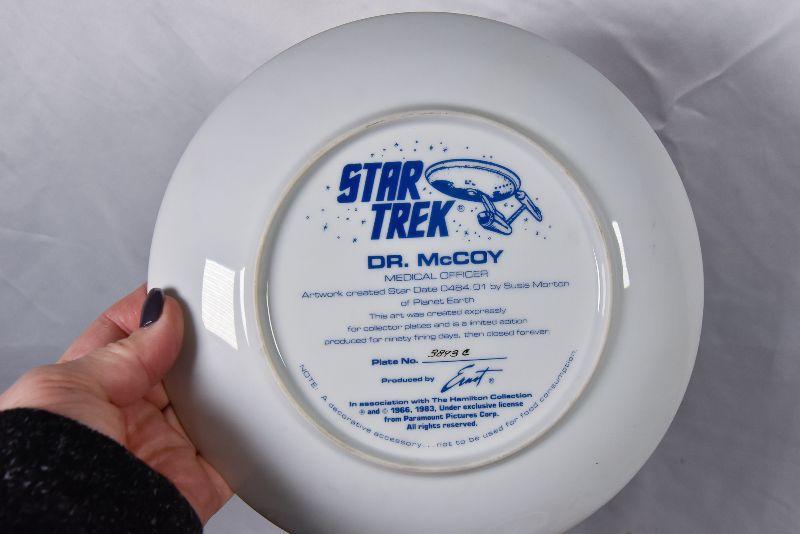 STAR
TREK®
DR. McCOY
MEDICAL OFFICER
Artwork created Star Date 0484.01 by Susie Morton
of Planet Earth
This art was created expressly
for collector plates and is a limited edition
produced for ninety firing days, then closed forever.
Plate No.
Produced by Ernst ®
In association with The Hamilton Collection
® and © 1966, 1983, Under exclusive license
from Paramount Pictures Corp.
All rights reserved.
NOTE: A decorative accessory... not to be used for food consumption.